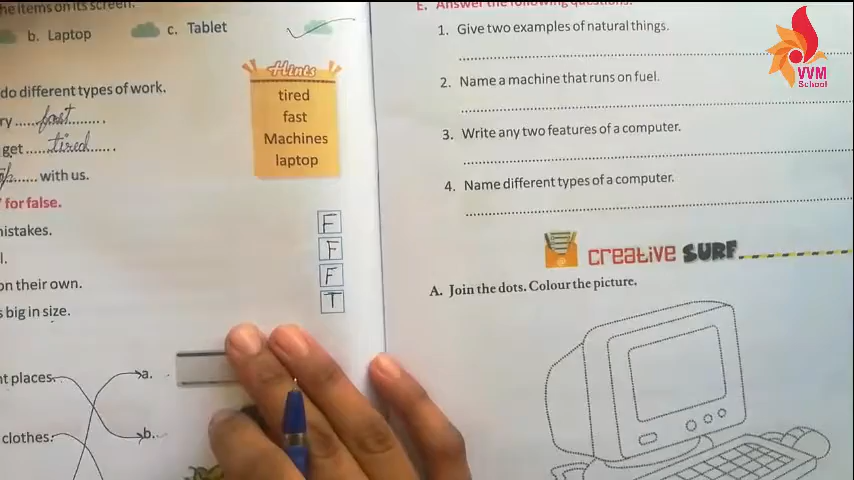 the items on its screen.
b. Laptop
c. Tablet
do different types of work.
ry ...... fast .......
get ...... tired ...... .
...... with us.
Hints
tired
fast
Machines
laptop
for false.
mistakes. F
l. F
on their own. F
s big in size. T
nt places. a.
clothes. b.
E. Answer the following questions.
1. Give two examples of natural things.
2. Name a machine that runs on fuel.
3. Write any two features of a computer.
4. Name different types of a computer.
CREATIVE SURF
A. Join the dots. Colour the picture.
VVM
School